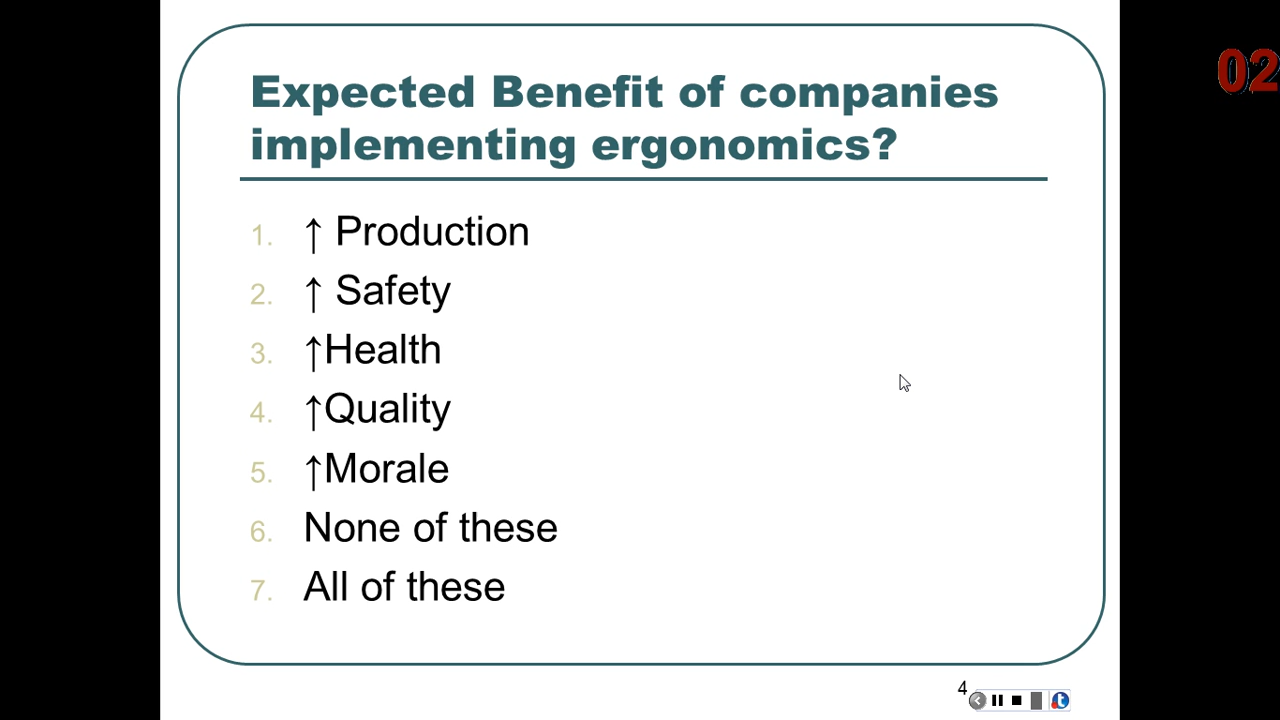 Expected Benefit of companies
implementing ergonomics?
1. ↑ Production
2. ↑ Safety
3. ↑Health
4. ↑Quality
5. ↑Morale
6. None of these
7. All of these
4
t
02